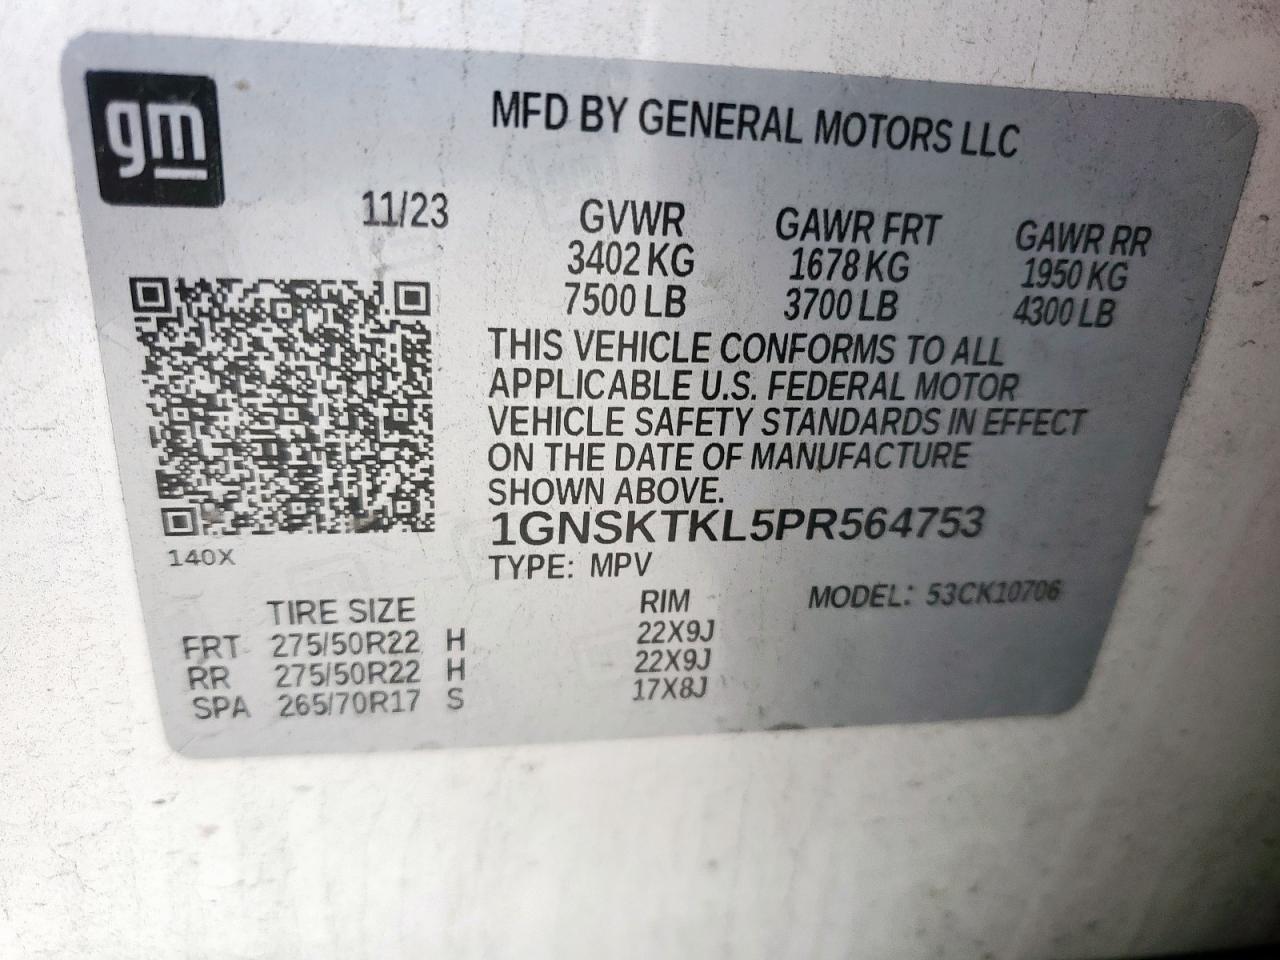 gm
MFD BY GENERAL MOTORS LLC
11/23
GVWR GAWR FRT GAWR RR
3402 KG 1678 KG 1950 KG
7500 LB 3700 LB 4300 LB
THIS VEHICLE CONFORMS TO ALL
APPLICABLE U.S. FEDERAL MOTOR
VEHICLE SAFETY STANDARDS IN EFFECT
ON THE DATE OF MANUFACTURE
SHOWN ABOVE.
1GNSKTKL5PR564753
140X
TYPE: MPV
MODEL: 53CK10706
TIRE SIZE RIM
FRT 275/50R22 H 22X9J
RR 275/50R22 H 22X9J
SPA 265/70R17 S 17X8J